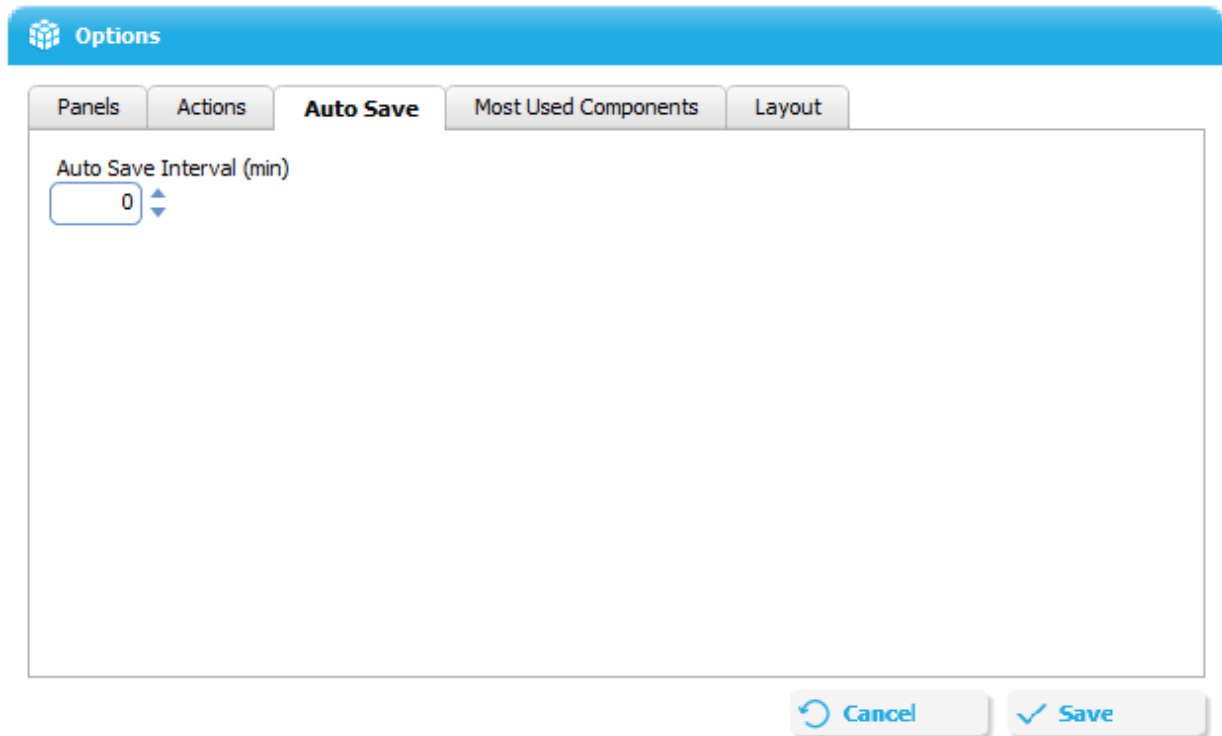 Options
Panels Actions Auto Save Most Used Components Layout
Auto Save Interval (min)
0
Cancel Save